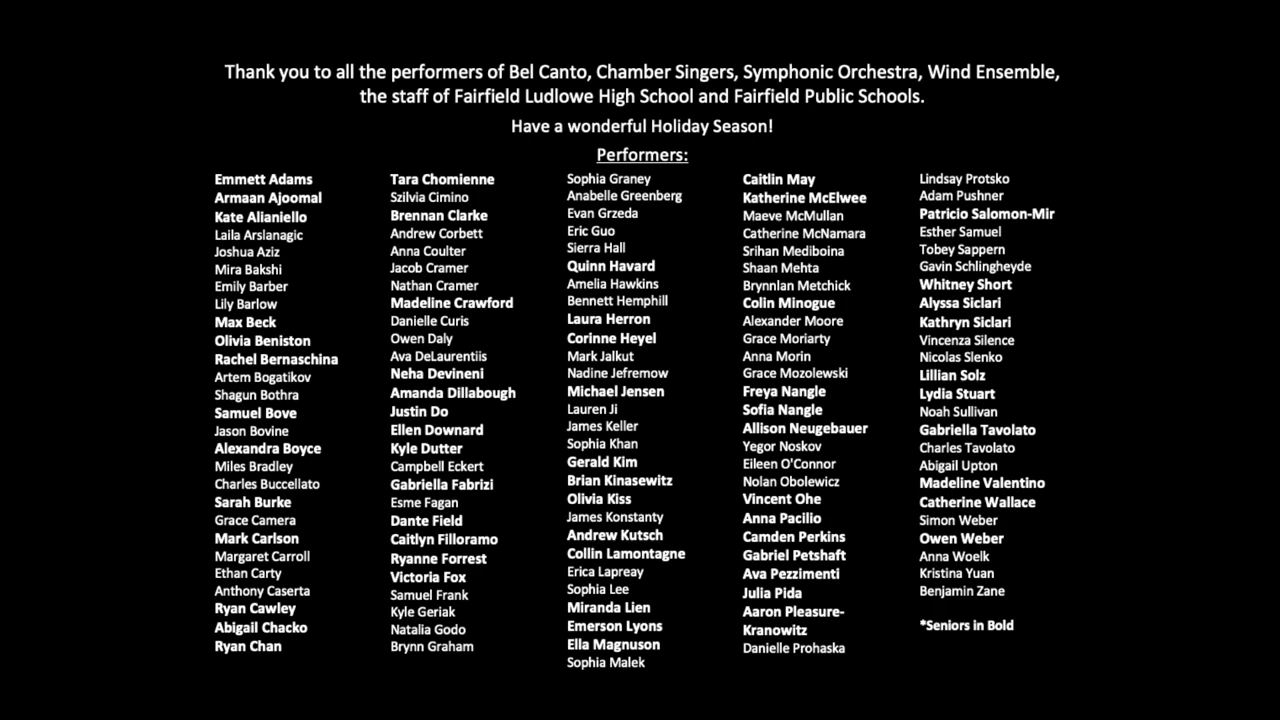 Thank you to all the performers of Bel Canto, Chamber Singers, Symphonic Orchestra, Wind Ensemble,
the staff of Fairfield Ludlowe High School and Fairfield Public Schools.
Have a wonderful Holiday Season!
Performers:
Emmett Adams
Armaan Ajoomal
Kate Alianiello
Laila Arslanagic
Joshua Aziz
Mira Bakshi
Emily Barber
Lily Barlow
Max Beck
Olivia Beniston
Rachel Bernaschina
Artem Bogatikov
Shagun Bothra
Samuel Bove
Jason Bovine
Alexandra Boyce
Miles Bradley
Charles Buccellato
Sarah Burke
Grace Camera
Mark Carlson
Margaret Carroll
Ethan Carty
Anthony Caserta
Ryan Cawley
Abigail Chacko
Ryan Chan
Tara Chomienne
Szilvia Cimino
Brennan Clarke
Andrew Corbett
Anna Coulter
Jacob Cramer
Nathan Cramer
Madeline Crawford
Danielle Curis
Owen Daly
Ava DeLaurentiis
Neha Devineni
Amanda Dillabough
Justin Do
Ellen Downard
Kyle Dutter
Campbell Eckert
Gabriella Fabrizi
Esme Fagan
Dante Field
Caitlyn Filloramo
Ryanne Forrest
Victoria Fox
Samuel Frank
Kyle Geriak
Natalia Godo
Brynn Graham
Sophia Graney
Anabelle Greenberg
Evan Grzeda
Eric Guo
Sierra Hall
Quinn Havard
Amelia Hawkins
Bennett Hemphill
Laura Herron
Corinne Heyel
Mark Jalkut
Nadine Jefremow
Michael Jensen
Lauren Ji
James Keller
Sophia Khan
Gerald Kim
Brian Kinasewitz
Olivia Kiss
James Konstanty
Andrew Kutsch
Collin Lamontagne
Erica Lapreay
Sophia Lee
Miranda Lien
Emerson Lyons
Ella Magnuson
Sophia Malek
Caitlin May
Katherine McElwee
Maeve McMullan
Catherine McNamara
Srihan Mediboina
Shaan Mehta
Brynnlan Metchick
Colin Minogue
Alexander Moore
Grace Moriarty
Anna Morin
Grace Mozolewski
Freya Nangle
Sofia Nangle
Allison Neugebauer
Yegor Noskov
Eileen O'Connor
Nolan Obolewicz
Vincent Ohe
Anna Pacilio
Camden Perkins
Gabriel Petshaft
Ava Pezzimenti
Julia Pida
Aaron Pleasure-
Kranowitz
Danielle Prohaska
Lindsay Protsko
Adam Pushner
Patricio Salomon-Mir
Esther Samuel
Tobey Sappern
Gavin Schlingheyde
Whitney Short
Alyssa Siclari
Kathryn Siclari
Vincenza Silence
Nicolas Slenko
Lillian Solz
Lydia Stuart
Noah Sullivan
Gabriella Tavolato
Charles Tavolato
Abigail Upton
Madeline Valentino
Catherine Wallace
Simon Weber
Owen Weber
Anna Woelk
Kristina Yuan
Benjamin Zane
*Seniors in Bold